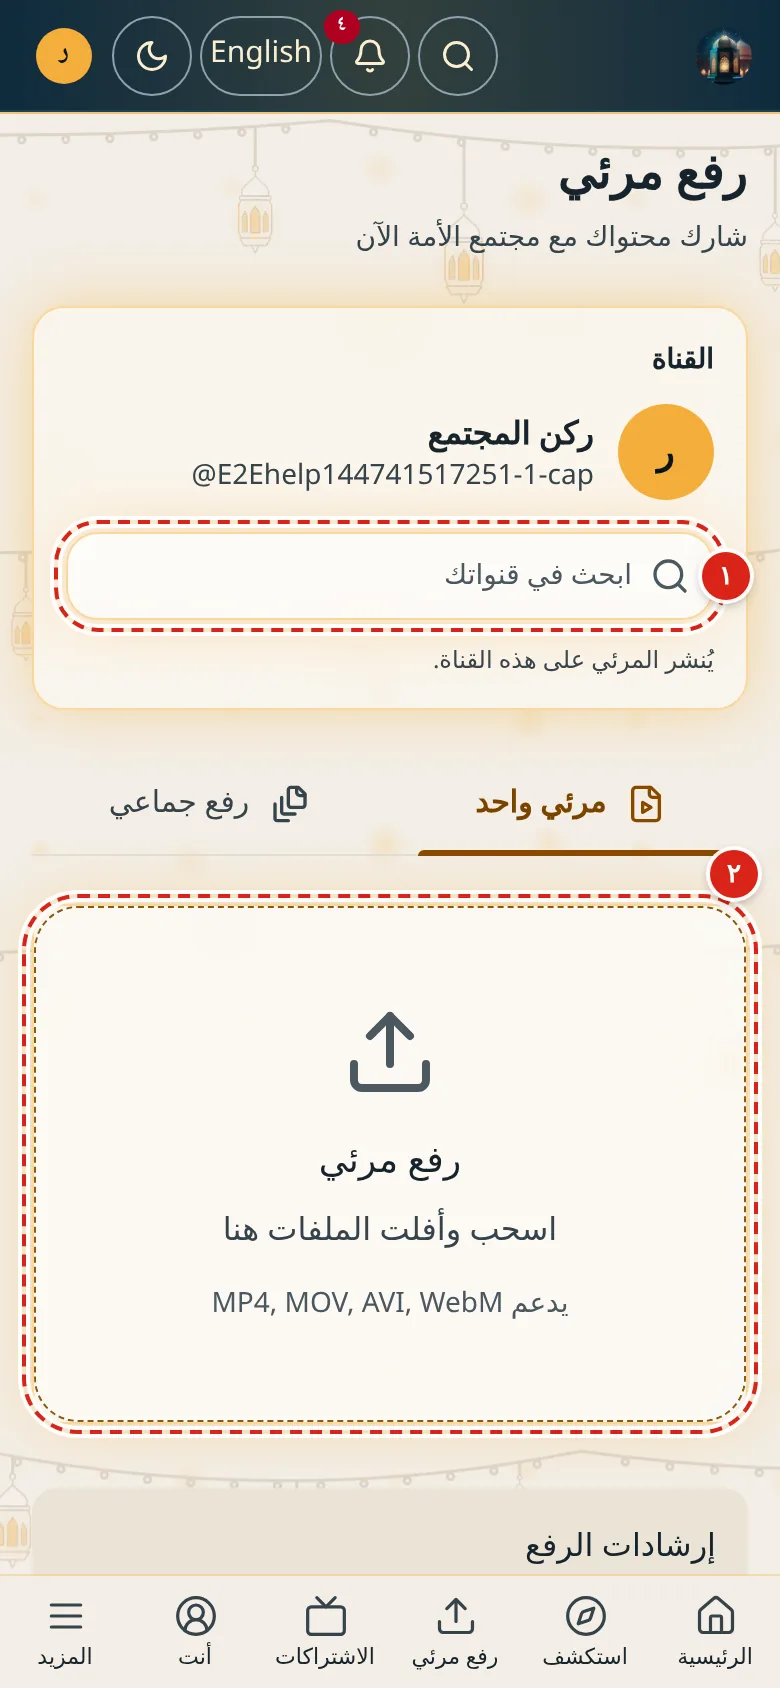 ر
English
٤
رفع مرئي
شارك محتواك مع مجتمع الأمة الآن
القناة
ر
ركن المجتمع
@E2Ehelp144741517251-1-cap
ابحث في قنواتك
١
يُنشر المرئي على هذه القناة.
مرئي واحد
رفع جماعي
٢
رفع مرئي
اسحب وأفلت الملفات هنا
يدعم MP4, MOV, AVI, WebM
إرشادات الرفع
الرئيسية
استكشف
رفع مرئي
الاشتراكات
أنت
المزيد